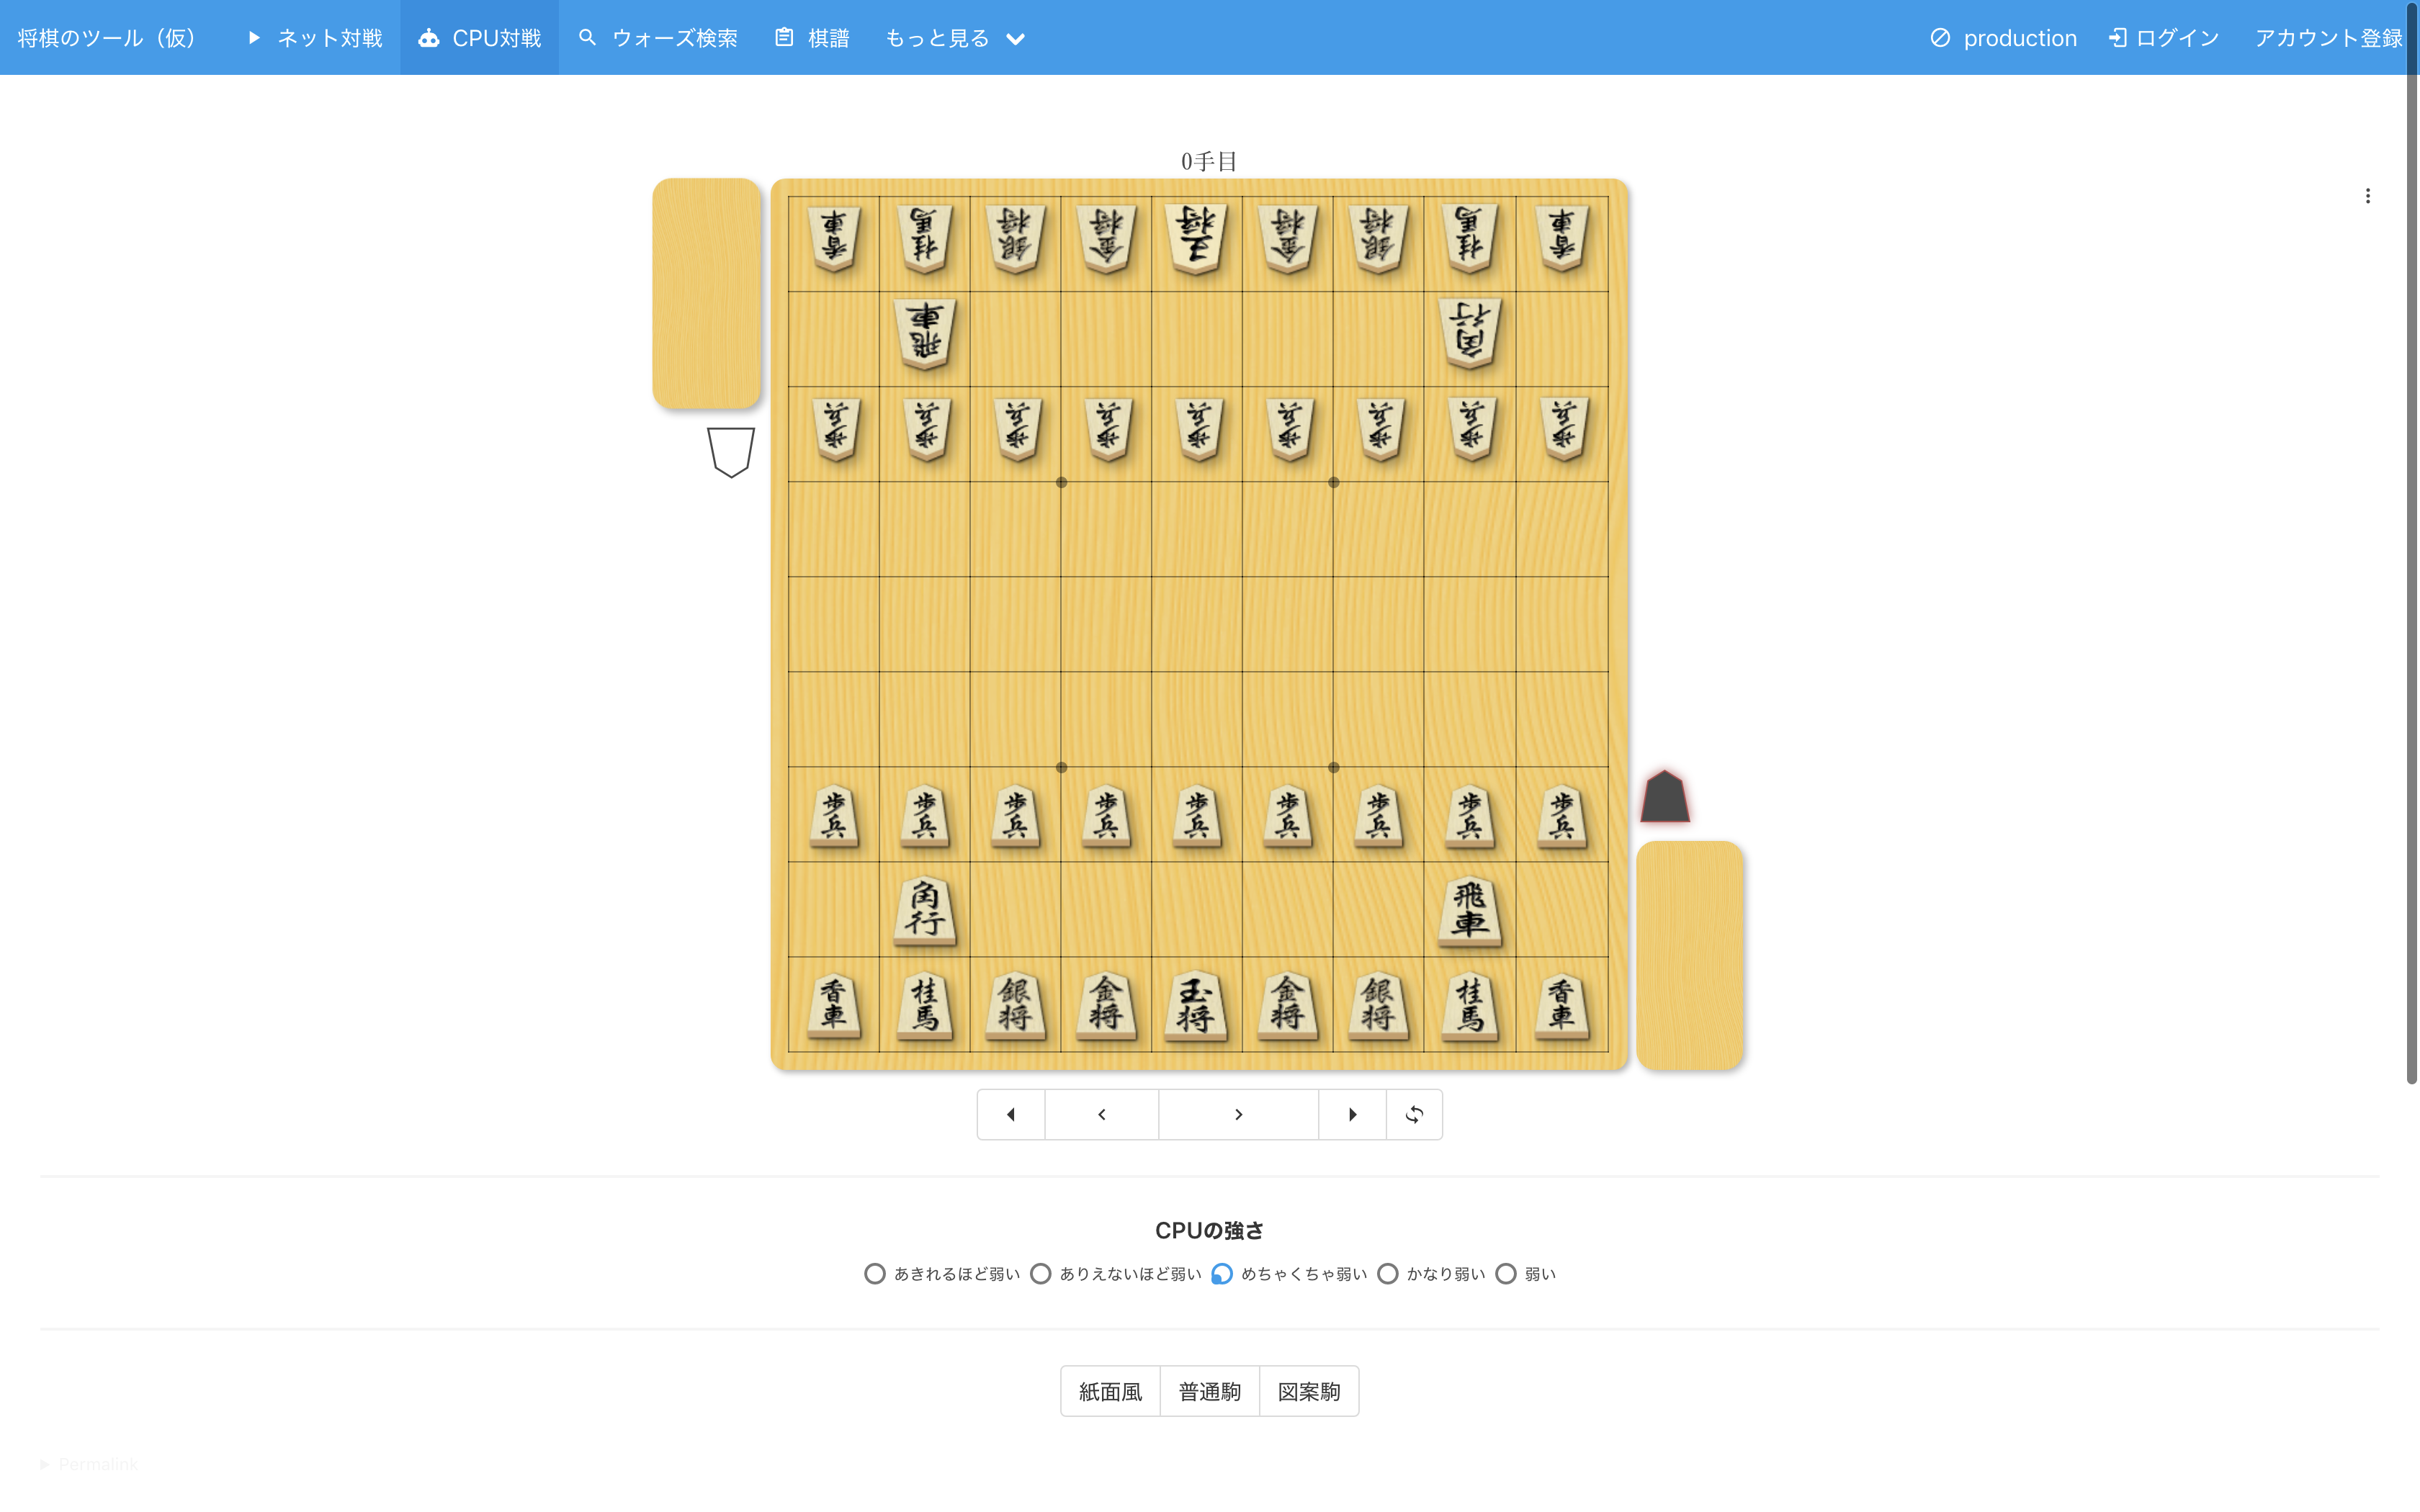 将棋のツール（仮） ネット対戦 CPU対戦 ウォーズ検索 棋譜 もっと見る production ログイン アカウント登録
0手目
香車 桂馬 銀将 金将 王将 金将 銀将 桂馬 香車
飛車 角行
歩兵 歩兵 歩兵 歩兵 歩兵 歩兵 歩兵 歩兵 歩兵
歩兵 歩兵 歩兵 歩兵 歩兵 歩兵 歩兵 歩兵 歩兵
角行 飛車
香車 桂馬 銀将 金将 玉将 金将 銀将 桂馬 香車
CPUの強さ
あきれるほど弱い ありえないほど弱い めちゃくちゃ弱い かなり弱い 弱い
紙面風 普通駒 図案駒
Permalink